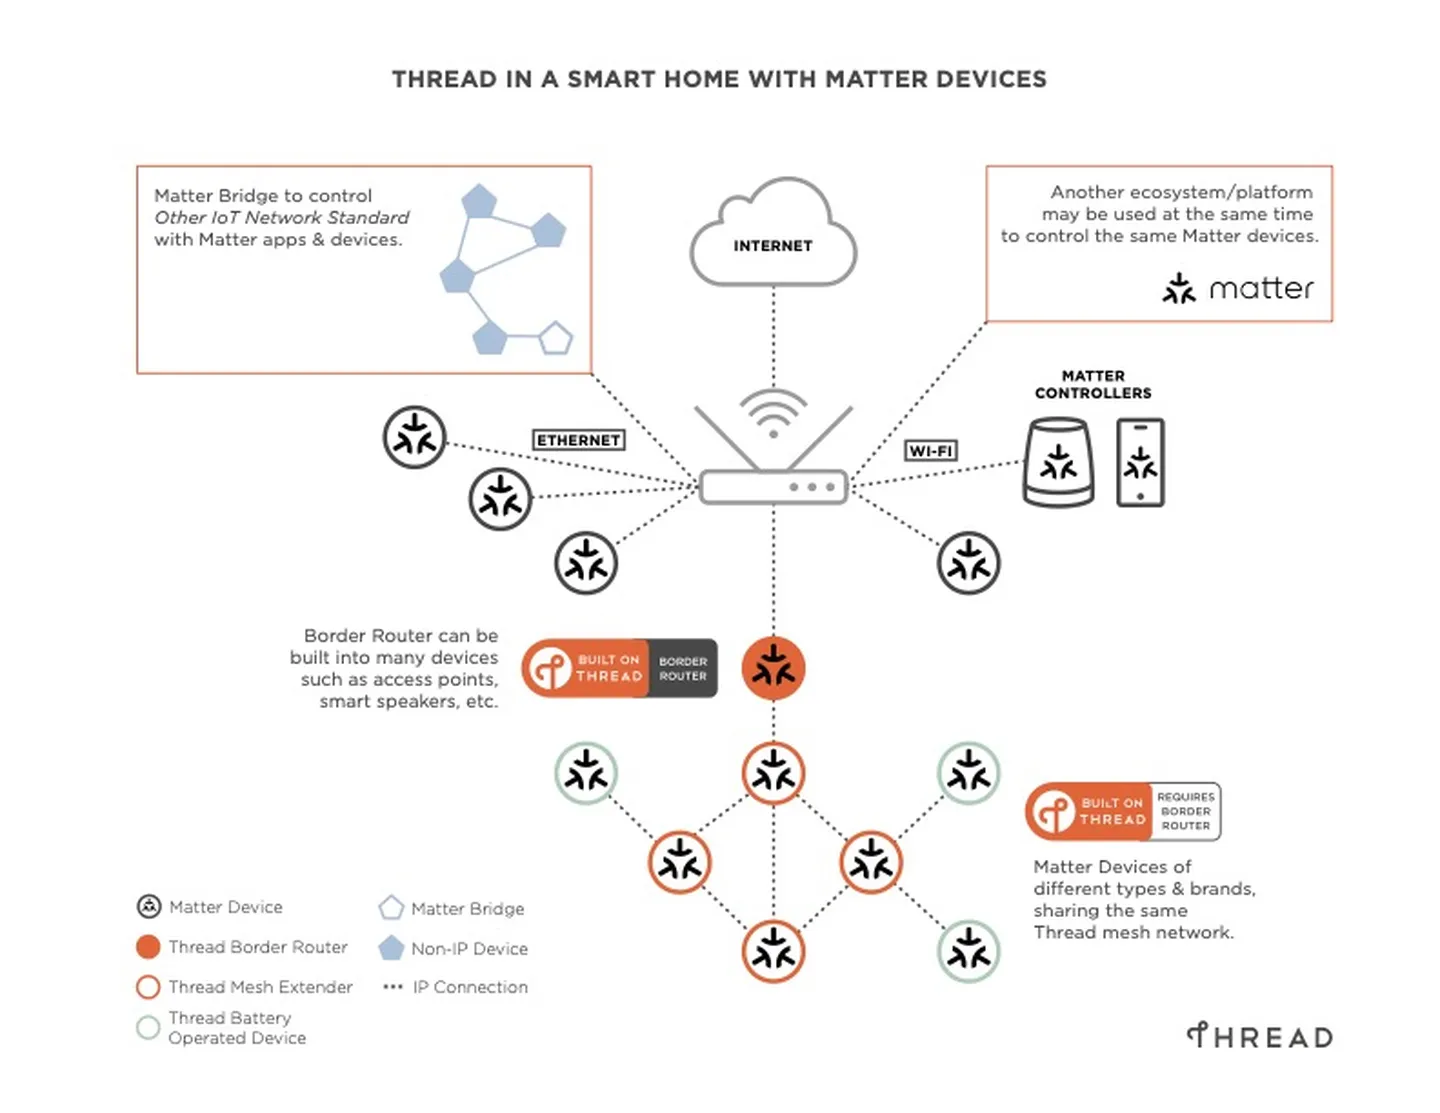 THREAD IN A SMART HOME WITH MATTER DEVICES
Matter Bridge to control
Other IoT Network Standard
with Matter apps & devices.
INTERNET
Another ecosystem/platform
may be used at the same time
to control the same Matter devices.
matter
MATTER
CONTROLLERS
ETHERNET
WI-FI
Border Router can be
built into many devices
such as access points,
smart speakers, etc.
BUILT ON
THREAD
BORDER
ROUTER
BUILT ON
THREAD
REQUIRES
BORDER
ROUTER
Matter Devices of
different types & brands,
sharing the same
Thread mesh network.
Matter Device
Thread Border Router
Thread Mesh Extender
Thread Battery
Operated Device
Matter Bridge
Non-IP Device
IP Connection
THREAD